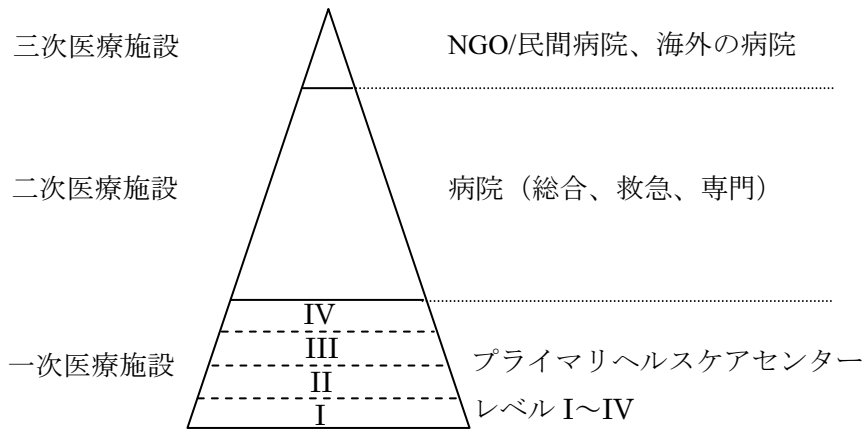 三次医療施設
NGO/民間病院、海外の病院
二次医療施設
病院（総合、救急、専門）
IV
III
II
I
一次医療施設
プライマリヘルスケアセンター
レベル I～IV